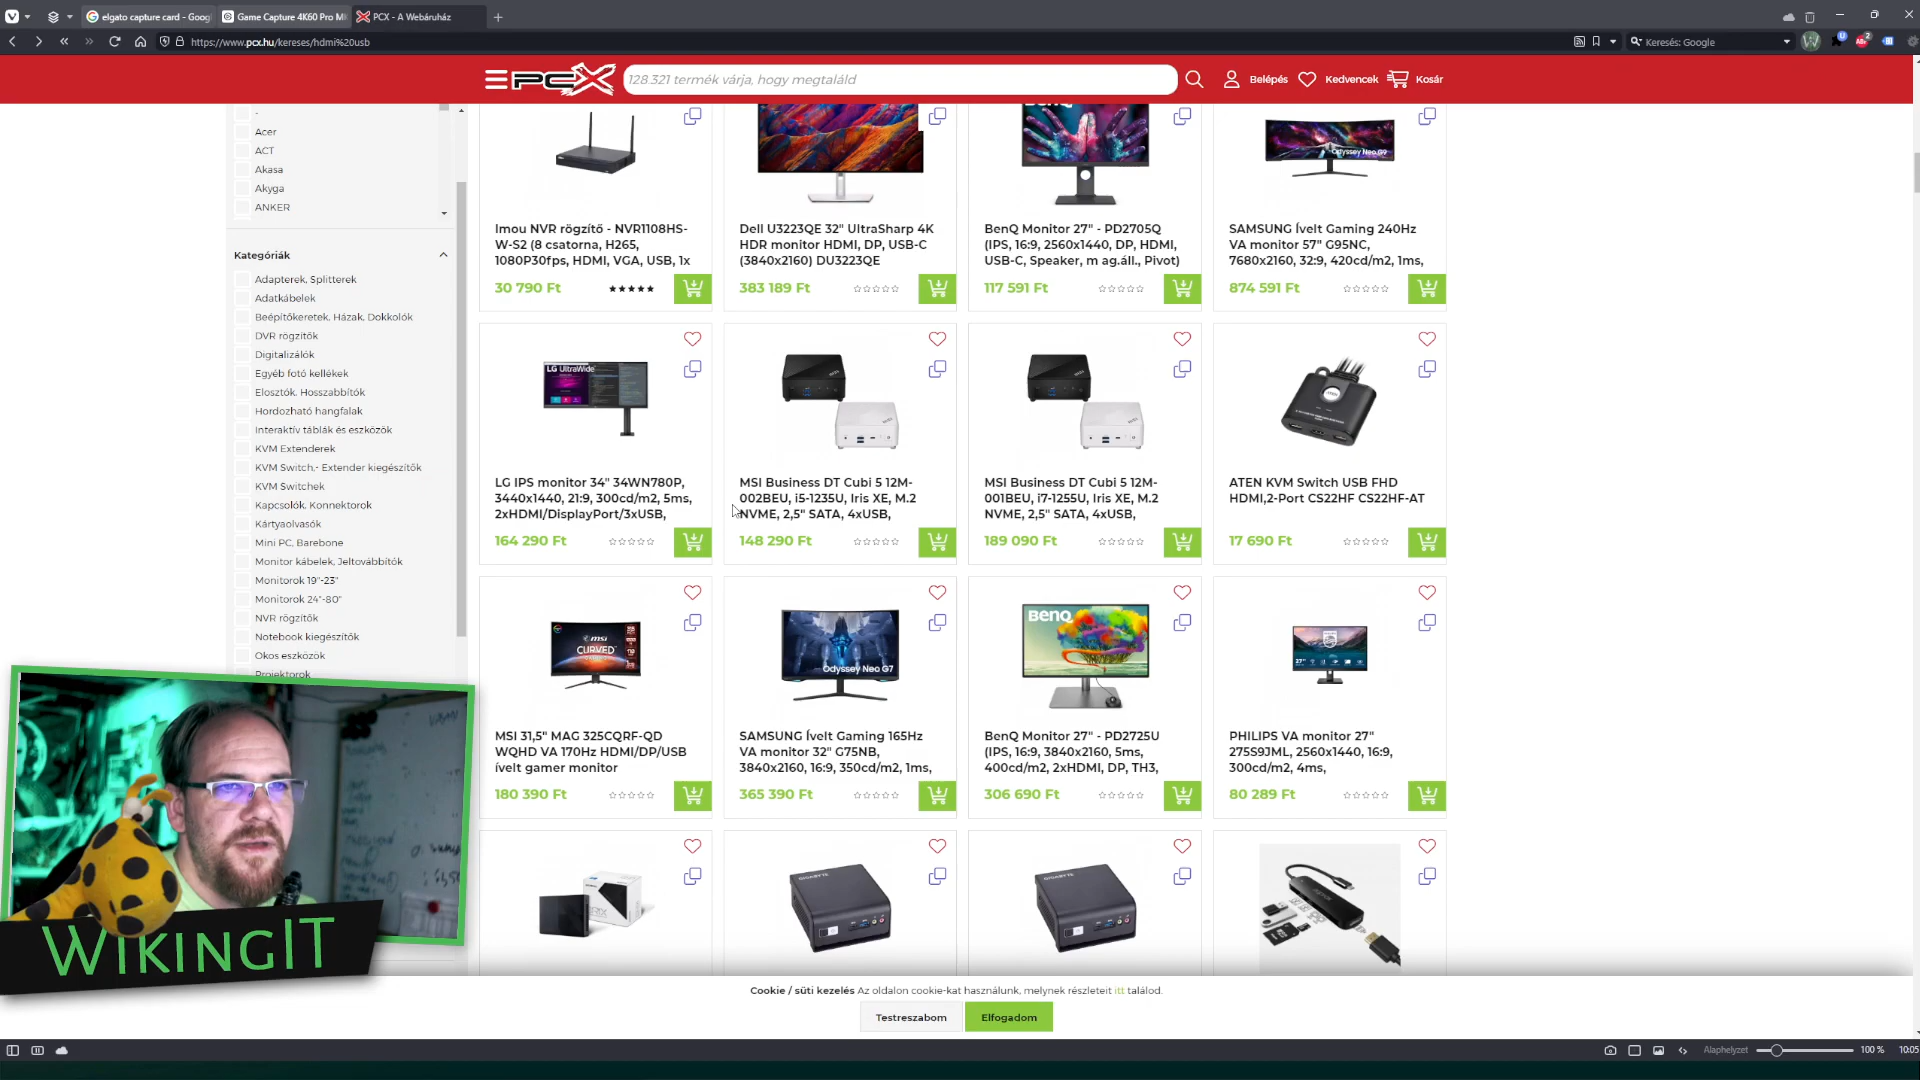 elgato capture card - Goog
Game Capture 4K60 Pro M
PCX - A Webáruház
https://www.pcx.hu/kereses/hdmi%20usb
Keresés: Google
2
PCX
128.321 termék várja, hogy megtaláld
Belépés
Kedvencek
Kosár
-
Acer
ACT
Akasa
Akyga
ANKER
Kategóriák
Adapterek, Splitterek
Adatkábelek
Beépítőkeretek, Házak, Dokkolók
DVR rögzítők
Digitalizálók
Egyéb fotó kellékek
Elosztók, Hosszabbítók
Hordozható hangfalak
Interaktív táblák és eszközök
KVM Extenderek
KVM Switch,- Extender kiegészítők
KVM Switchek
Kapcsolók, Konnektorok
Kártyaolvasók
Mini PC, Barebone
Monitor kábelek, Jeltovábbítók
Monitorok 19"-23"
Monitorok 24"-80"
NVR rögzítők
Notebook kiegészítők
Okos eszközök
Projektorok
Imou NVR rögzítő - NVR1108HS-
W-S2 (8 csatorna, H265,
1080P30fps, HDMI, VGA, USB, 1x
30 790 Ft
Dell U3223QE 32" UltraSharp 4K
HDR monitor HDMI, DP, USB-C
(3840x2160) DU3223QE
383 189 Ft
BenQ
BenQ Monitor 27" - PD2705Q
(IPS, 16:9, 2560x1440, DP, HDMI,
USB-C, Speaker, m ag.áll., Pivot)
117 591 Ft
Odyssey Neo G9
SAMSUNG Ívelt Gaming 240Hz
VA monitor 57" G95NC,
7680x2160, 32:9, 420cd/m2, 1ms,
874 591 Ft
LG UltraWide
LG IPS monitor 34" 34WN780P,
3440x1440, 21:9, 300cd/m2, 5ms,
2xHDMI/DisplayPort/3xUSB,
164 290 Ft
MSI Business DT Cubi 5 12M-
002BEU, i5-1235U, Iris XE, M.2
NVME, 2,5" SATA, 4xUSB,
148 290 Ft
MSI Business DT Cubi 5 12M-
001BEU, i7-1255U, Iris XE, M.2
NVME, 2,5" SATA, 4xUSB,
189 090 Ft
ATEN KVM Switch USB FHD
HDMI,2-Port CS22HF CS22HF-AT
17 690 Ft
msi
CURVED
MSI 31,5" MAG 325CQRF-QD
WQHD VA 170Hz HDMI/DP/USB
ívelt gamer monitor
180 390 Ft
Odyssey Neo G7
SAMSUNG Ívelt Gaming 165Hz
VA monitor 32" G75NB,
3840x2160, 16:9, 350cd/m2, 1ms,
365 390 Ft
BenQ
BenQ Monitor 27" - PD2725U
(IPS, 16:9, 3840x2160, 5ms,
400cd/m2, 2xHDMI, DP, TH3,
306 690 Ft
27"
PHILIPS VA monitor 27"
275S9JML, 2560x1440, 16:9,
300cd/m2, 4ms,
80 289 Ft
GIGABYTE
GIGABYTE
WikingIT
Cookie / süti kezelés Az oldalon cookie-kat használunk, melynek részleteit itt találod.
Testreszabom
Elfogadom
Alaphelyzet
100 %
10:05